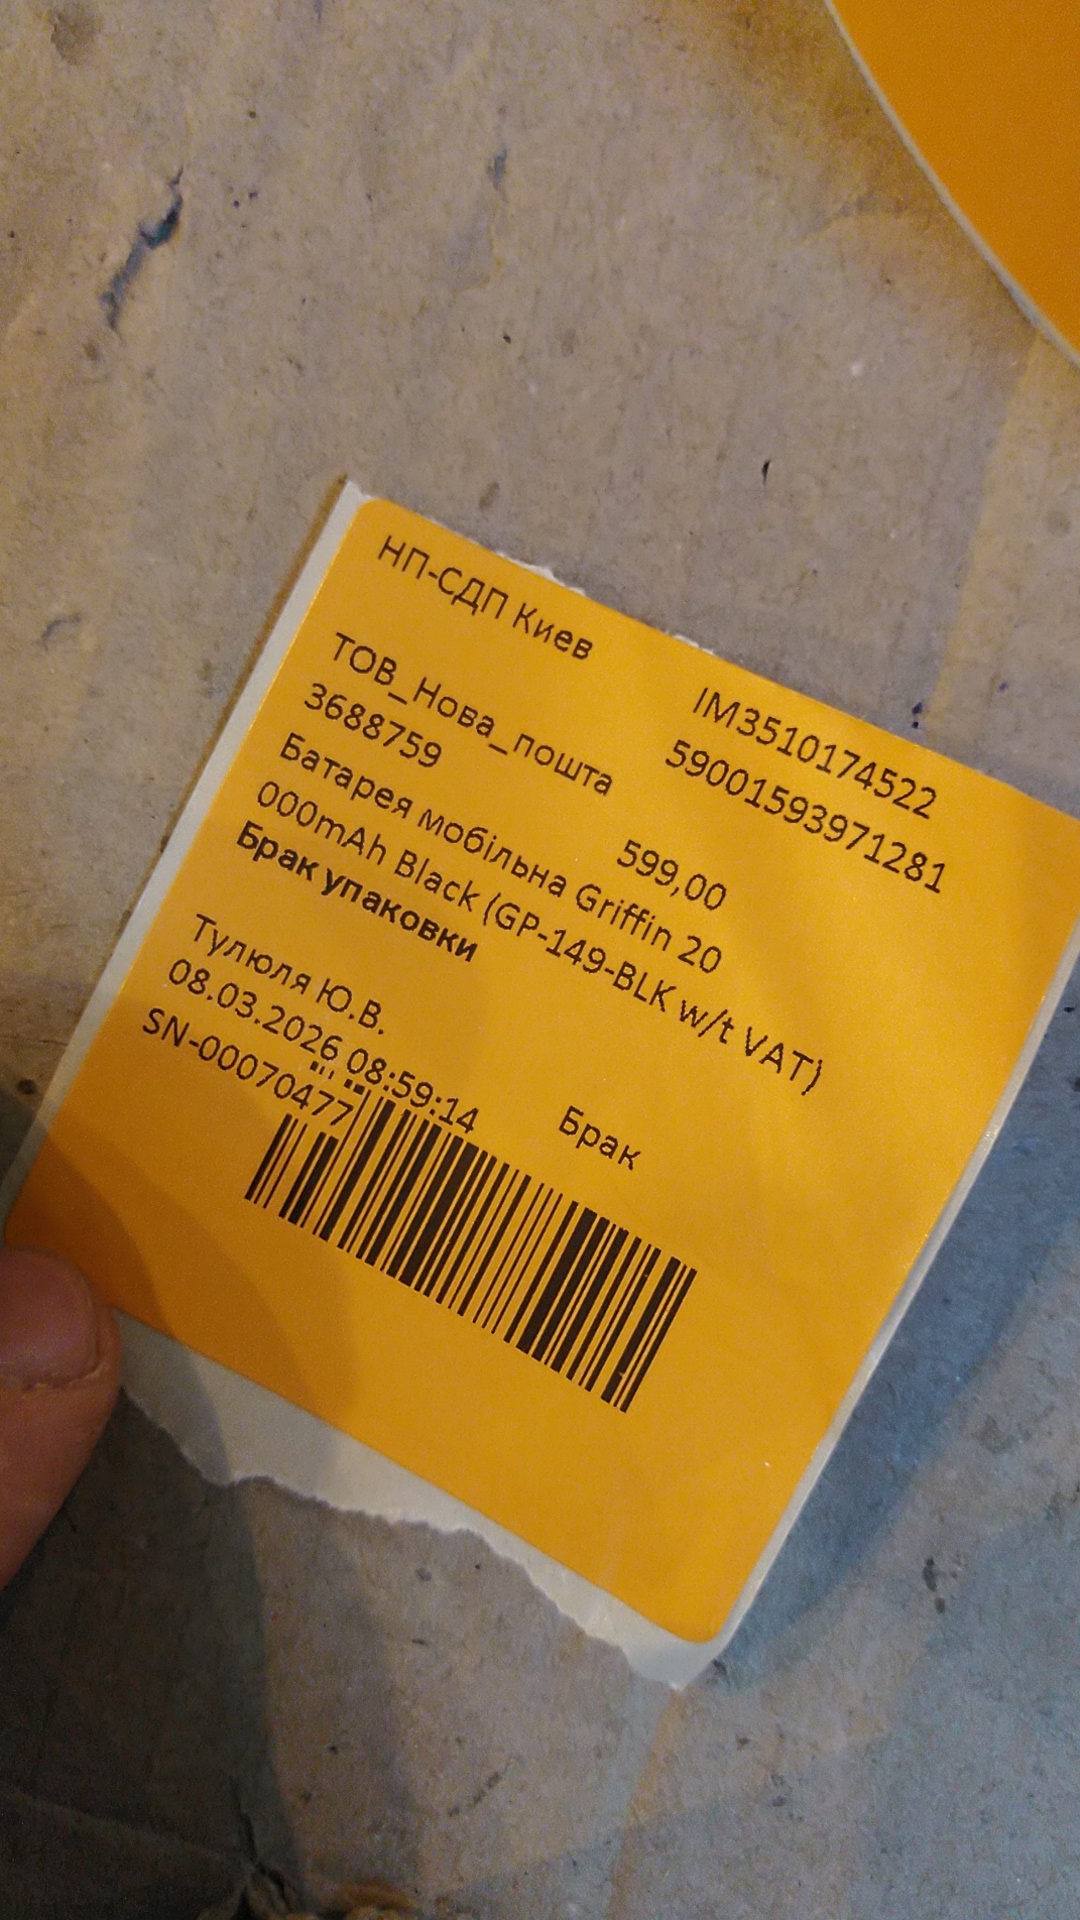 НП-СДП Киев
IM3510174522
ТОВ_Нова_пошта
59001593971281
3688759
599,00
Батарея мобільна Griffin 20
000mAh Black (GP-149-BLK w/t VAT)
Брак упаковки
Тулюля Ю.В.
08.03.2026 08:59:14
Брак
SN-00070477